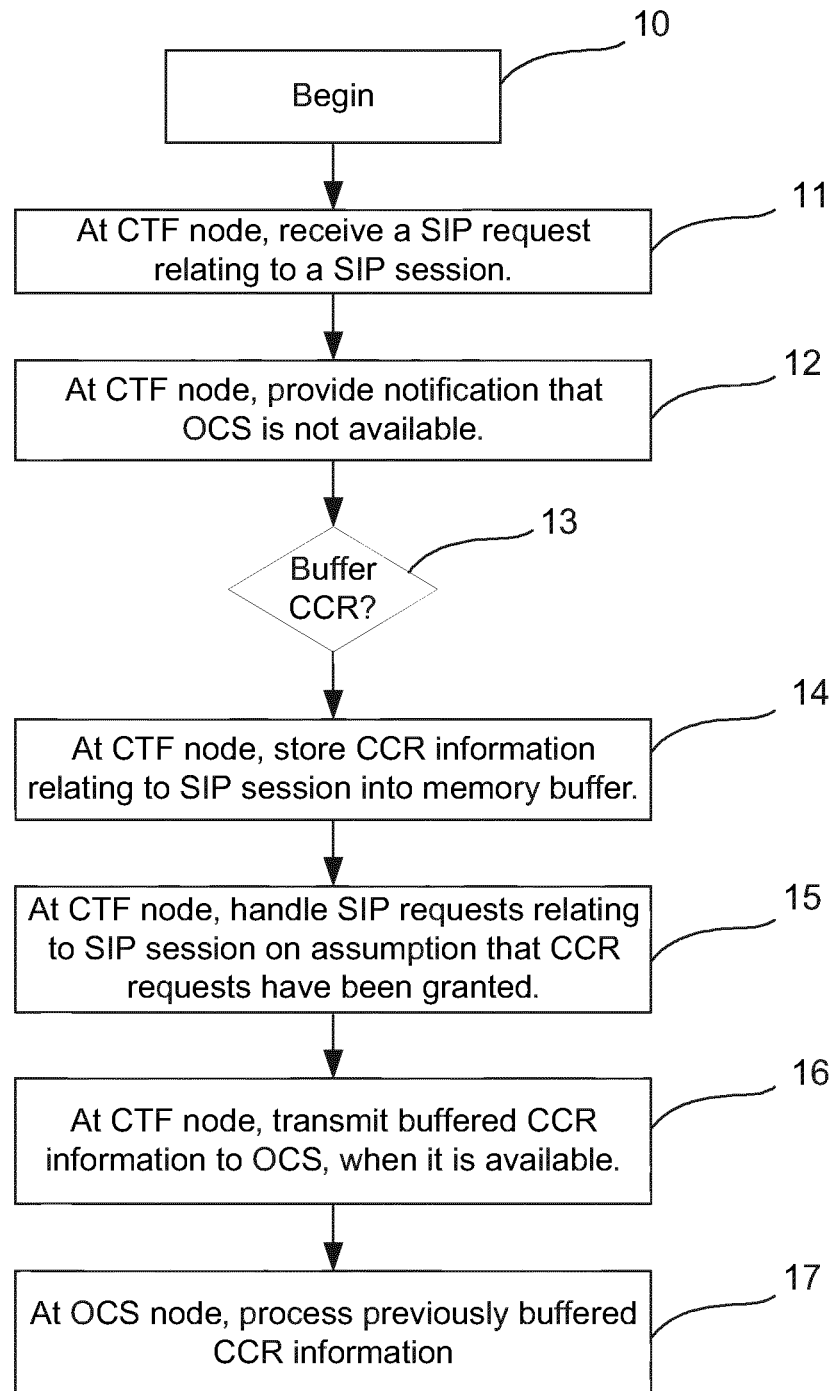 10
Begin
11
At CTF node, receive a SIP request
relating to a SIP session.
12
At CTF node, provide notification that
OCS is not available.
13
Buffer
CCR?
14
At CTF node, store CCR information
relating to SIP session into memory buffer.
15
At CTF node, handle SIP requests relating
to SIP session on assumption that CCR
requests have been granted.
16
At CTF node, transmit buffered CCR
information to OCS, when it is available.
17
At OCS node, process previously buffered
CCR information